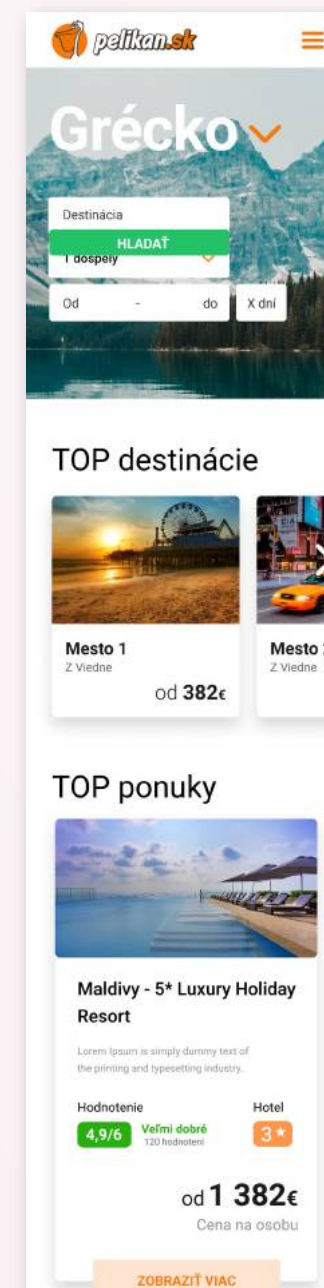 pelikan.sk
Grécko
Destinácia
HLADAŤ
1 dospelý
Od - do X dní
TOP destinácie
Mesto 1
Z Viedne
od 382€
Mesto
Z Viedne
TOP ponuky
Maldivy - 5* Luxury Holiday
Resort
Lorem Ipsum is simply dummy text of
the printing and typesetting industry.
Hodnotenie Hotel
4,9/6 Veľmi dobré 3★
120 hodnotení
od 1 382€
Cena na osobu
ZOBRAZIŤ VIAC